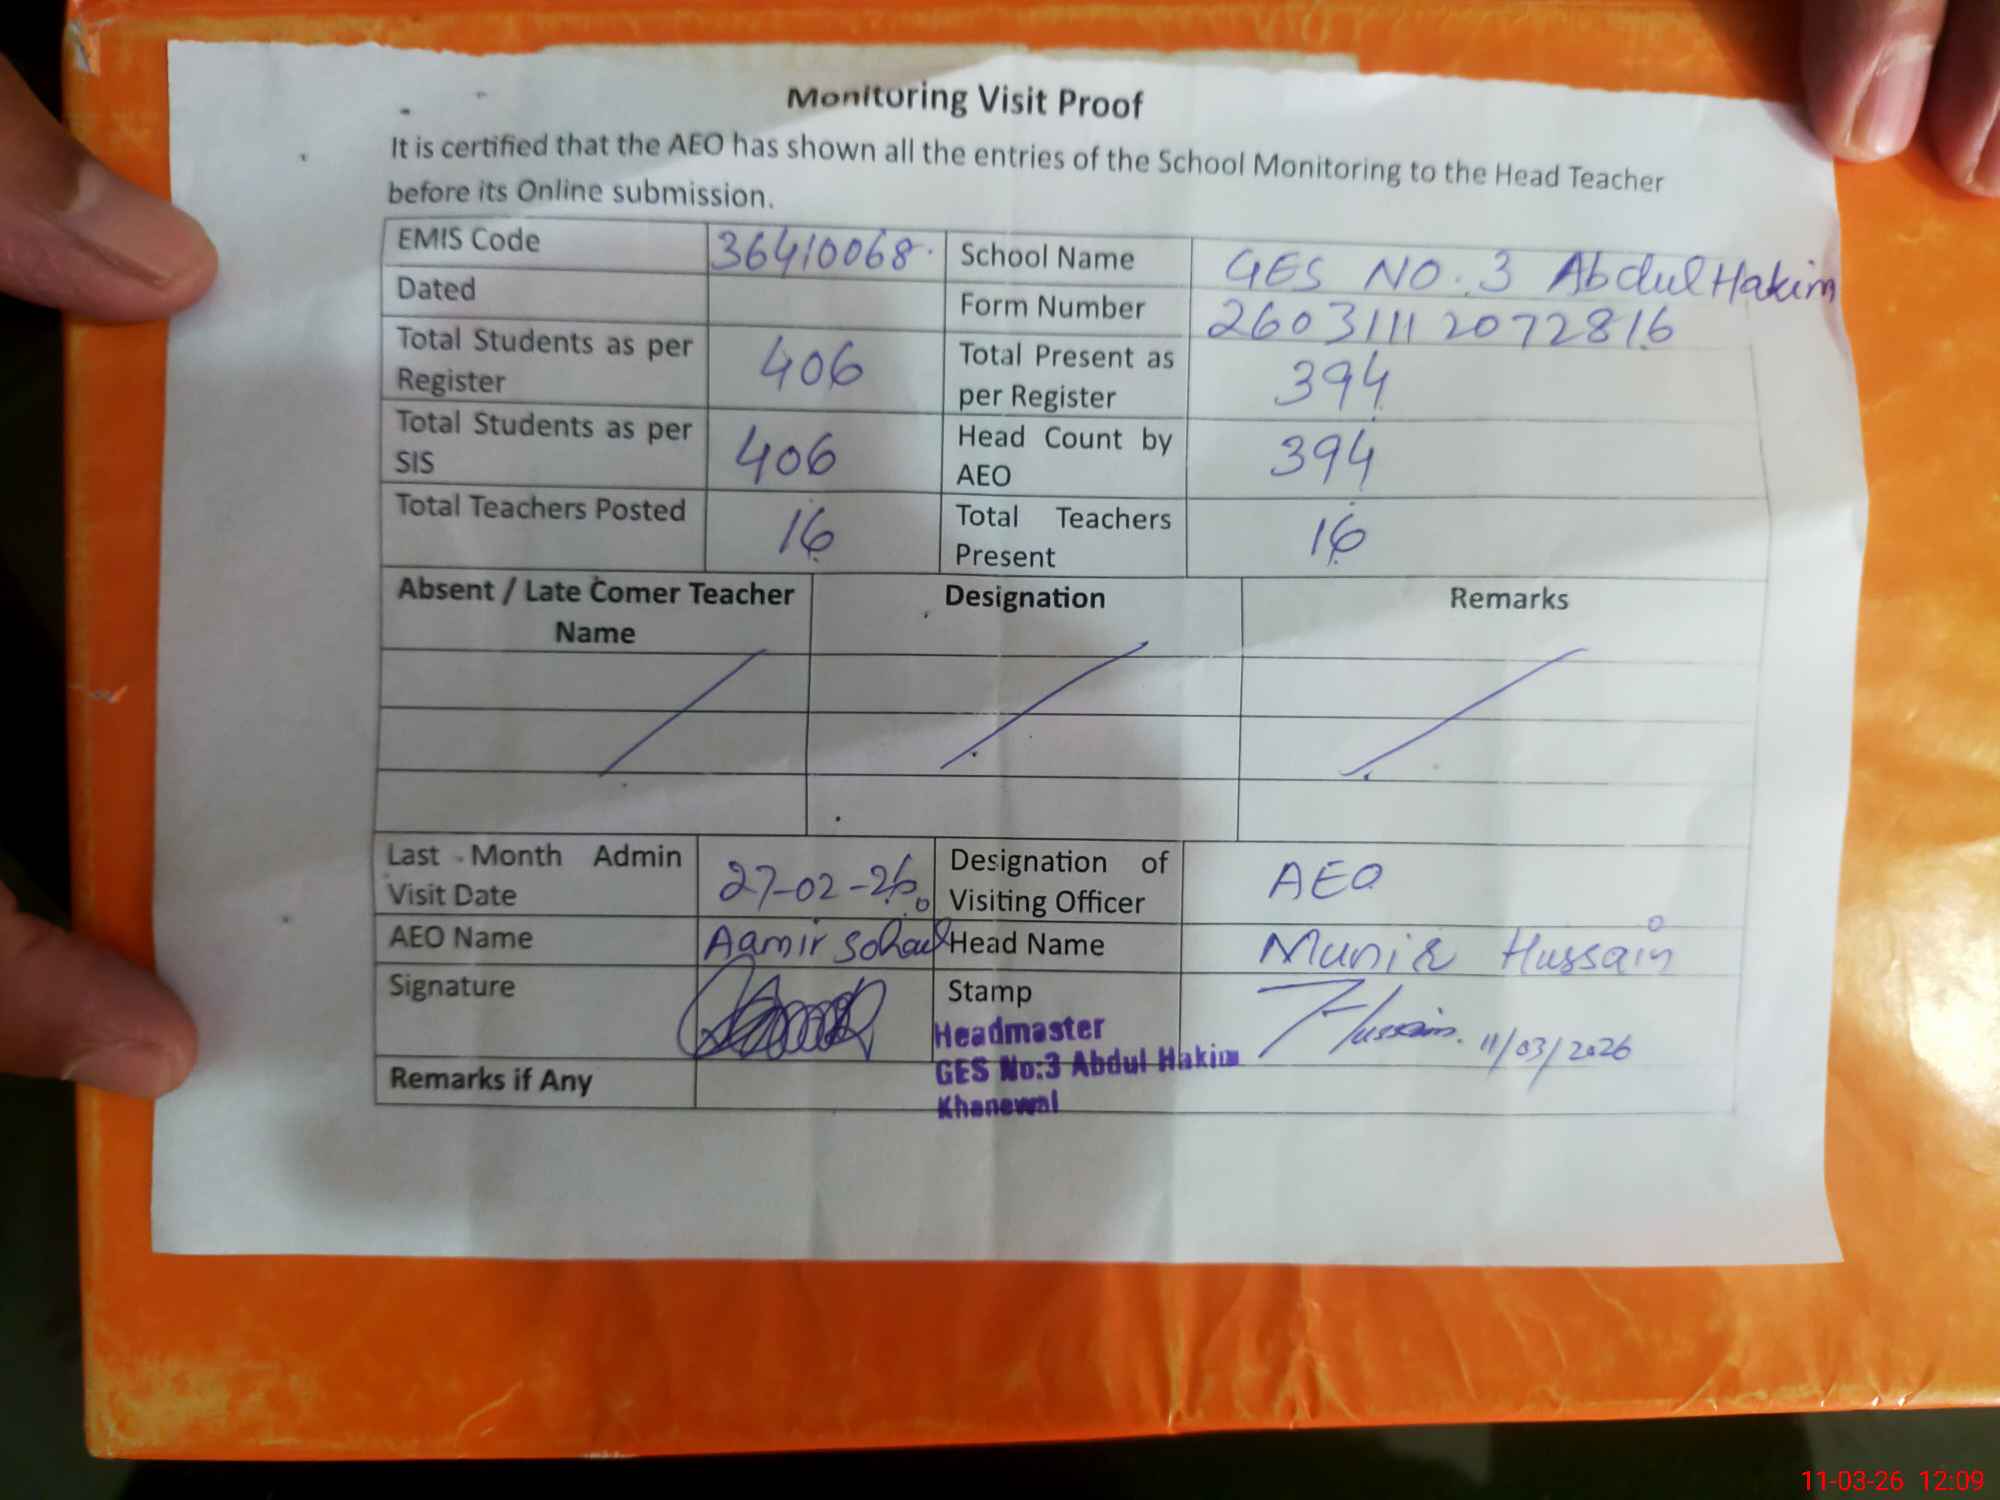 Monitoring Visit Proof
It is certified that the AEO has shown all the entries of the School Monitoring to the Head Teacher
before its Online submission.
EMIS Code 36410068. School Name GES NO. 3 Abdul Hakim
Dated Form Number 260311112072816
Total Students as per Register 406 Total Present as per Register 394
Total Students as per SIS 406 Head Count by AEO 394
Total Teachers Posted 16 Total Teachers Present 16
Absent / Late Comer Teacher Name Designation Remarks
Last Month Admin Visit Date 27-02-26 Designation of Visiting Officer AEO
AEO Name Aamir Sohail Head Name Munir Hussain
Signature Stamp Hussain. 11/03/2026
Headmaster
GES No:3 Abdul Hakim
Khanewal
Remarks if Any
11-03-26 12:09